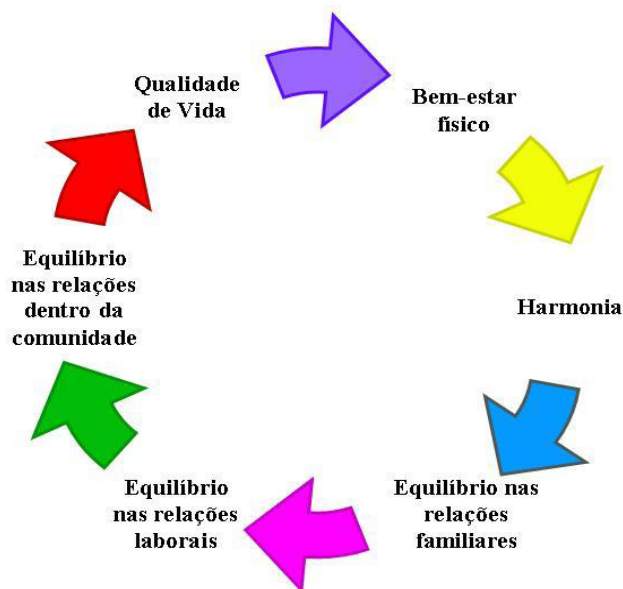 Qualidade
de Vida
Bem-estar
físico
Harmonia
Equilíbrio nas
relações
familiares
Equilíbrio
nas relações
laborais
Equilíbrio
nas relações
dentro da
comunidade